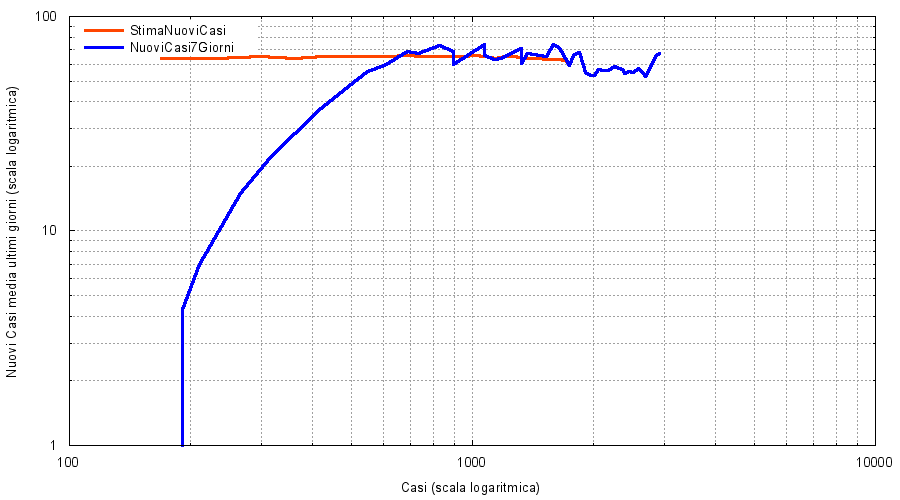 100
StimaNuoviCasi
NuoviCasi7Giorni
Nuovi Casi media ultimi giorni (scala logaritmica)
10
1
100
1000
10000
Casi (scala logaritmica)